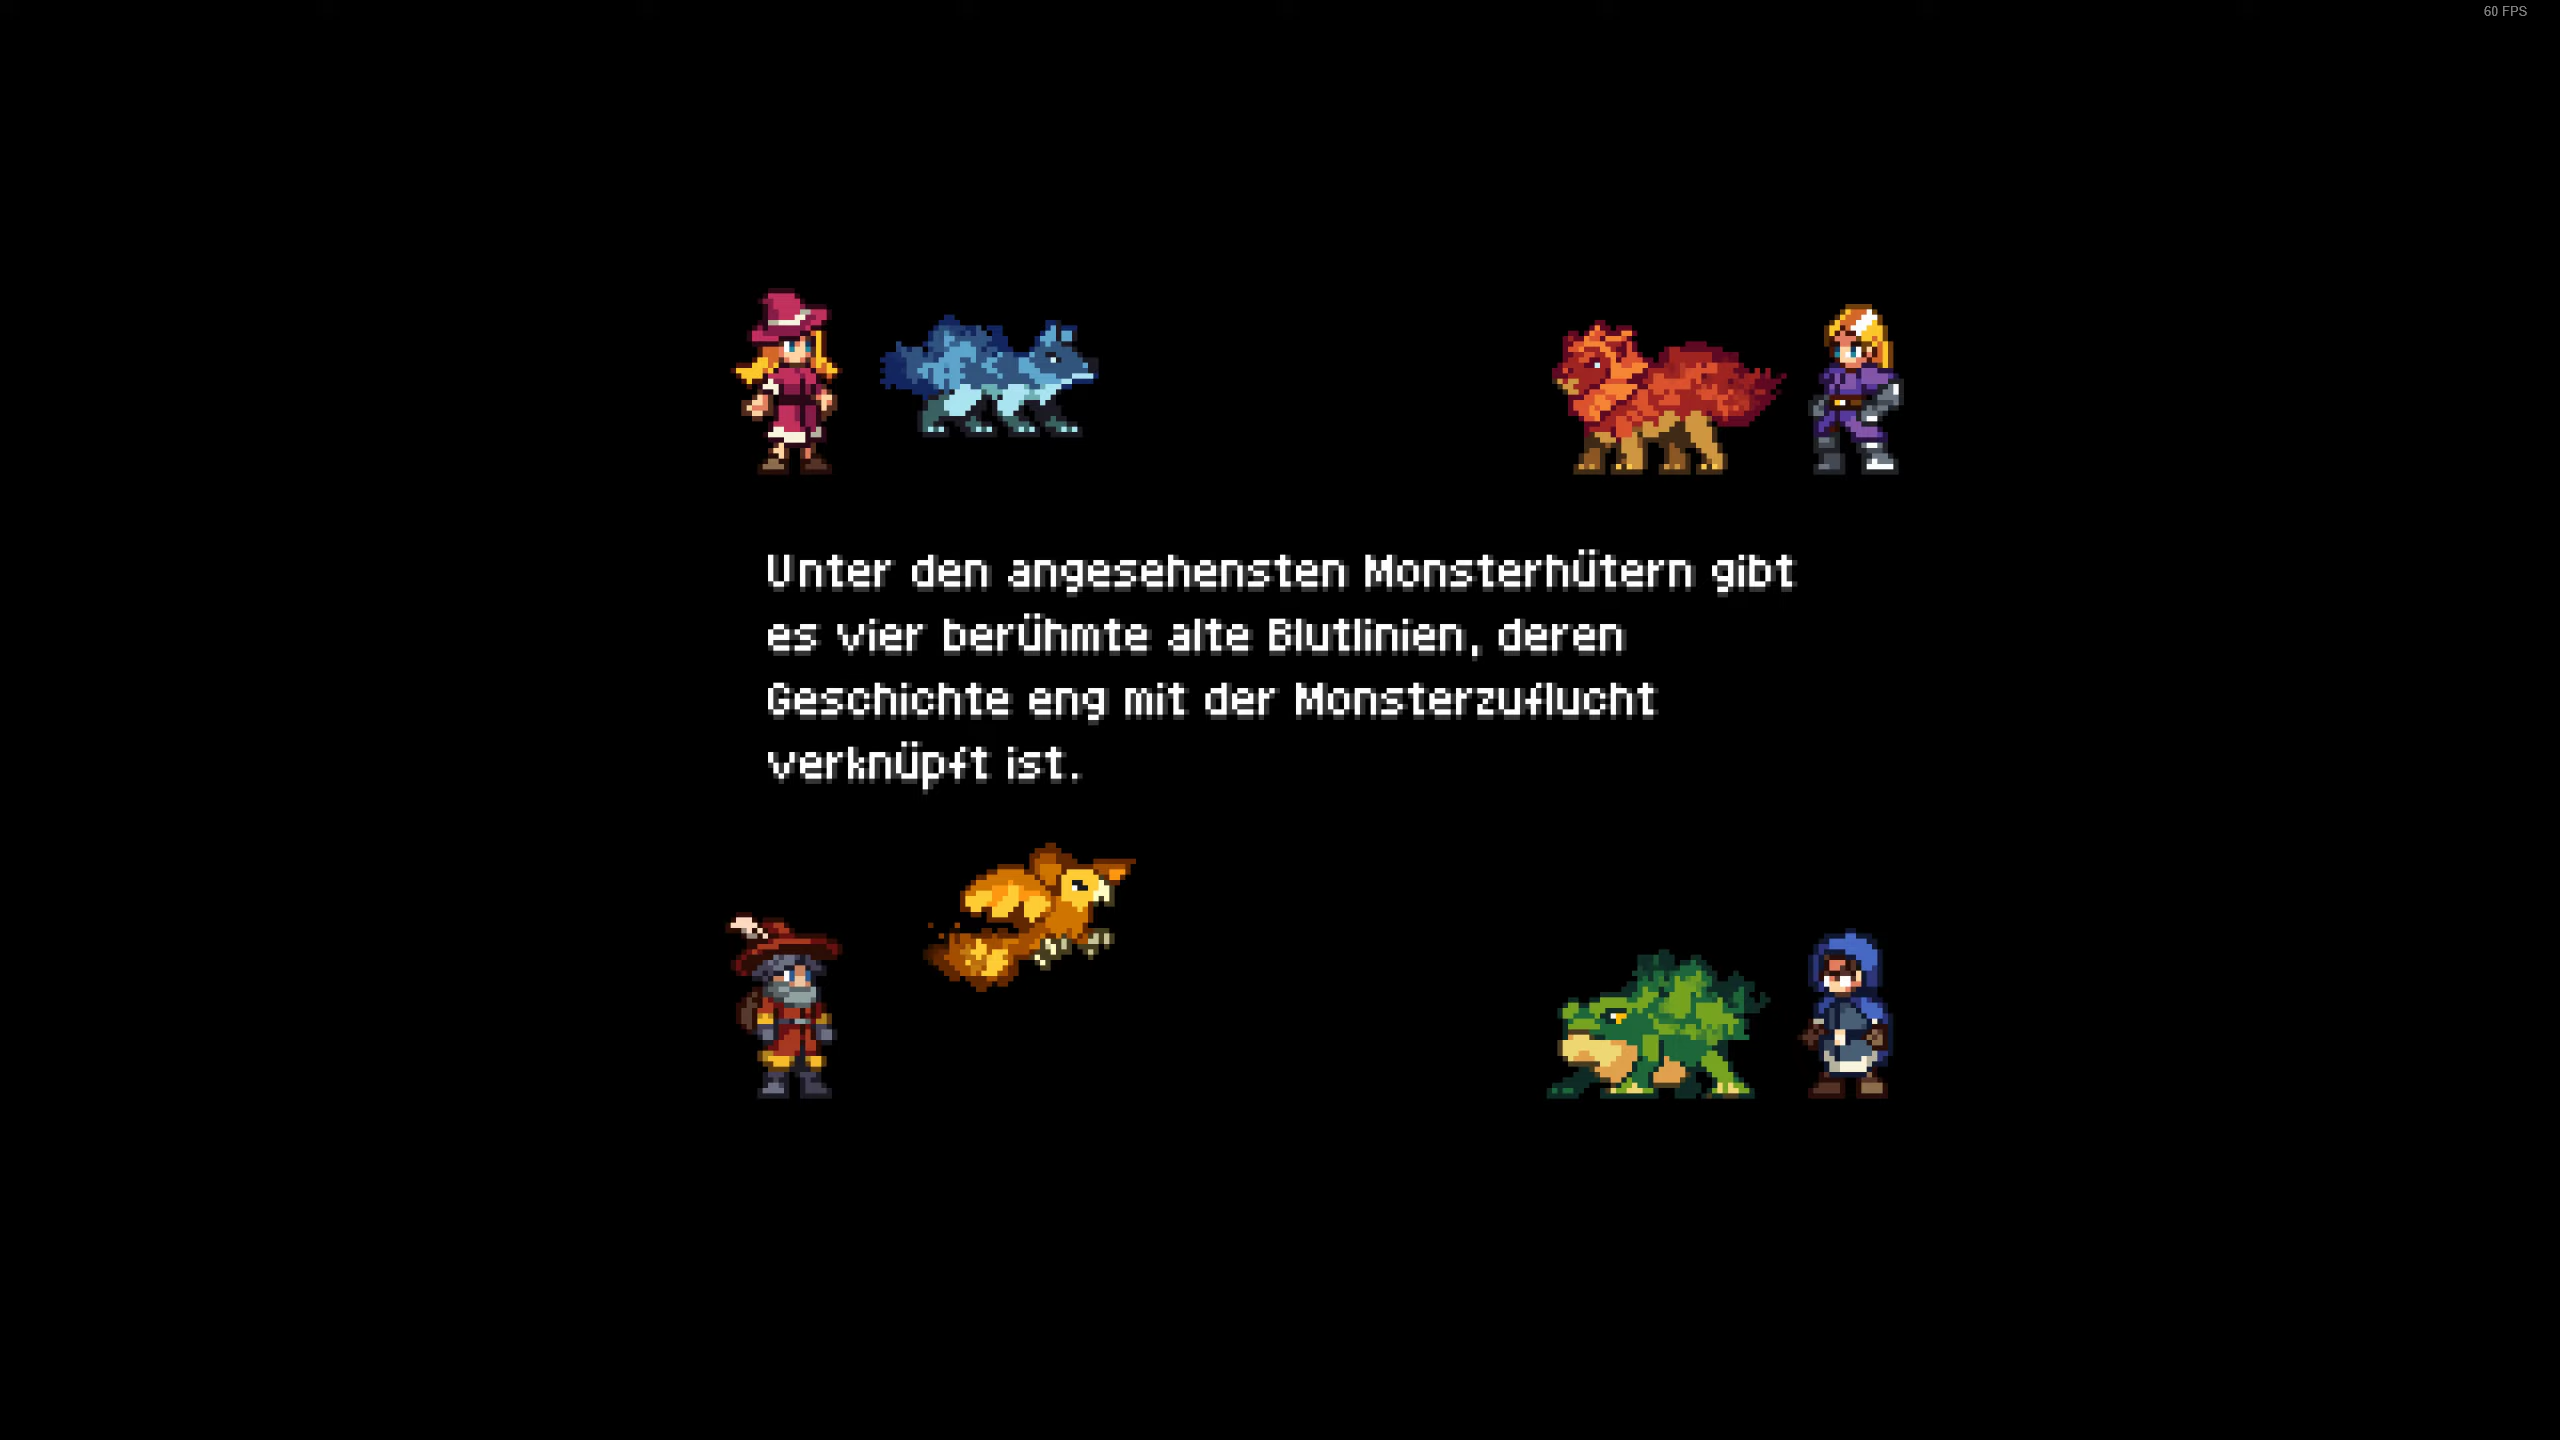 60 FPS
Unter den angesehensten Monsterhütern gibt
es vier berühmte alte Blutlinien, deren
Geschichte eng mit der Monsterzuflucht
verknüpft ist.